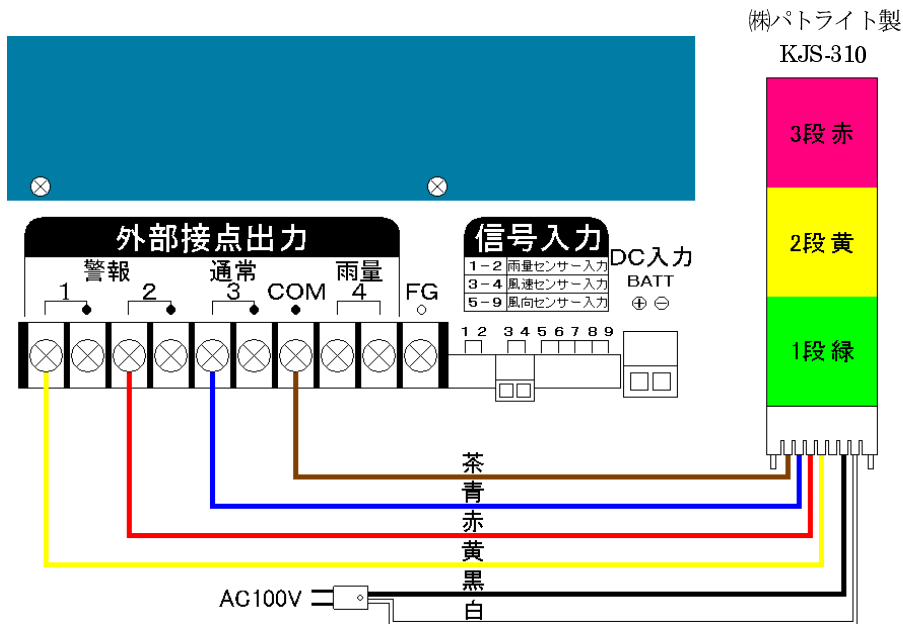 ㈱パトライト製
KJS-310
3段 赤
2段 黄
1段 緑
外部接点出力
警報 通常 雨量
1 2 3 COM 4 FG
信号入力
1-2 雨量センサー入力
3-4 風速センサー入力
5-9 風向センサー入力
DC入力
BATT
⊕ ⊖
1 2 3 4 5 6 7 8 9
茶
青
赤
黄
黒
白
AC100V